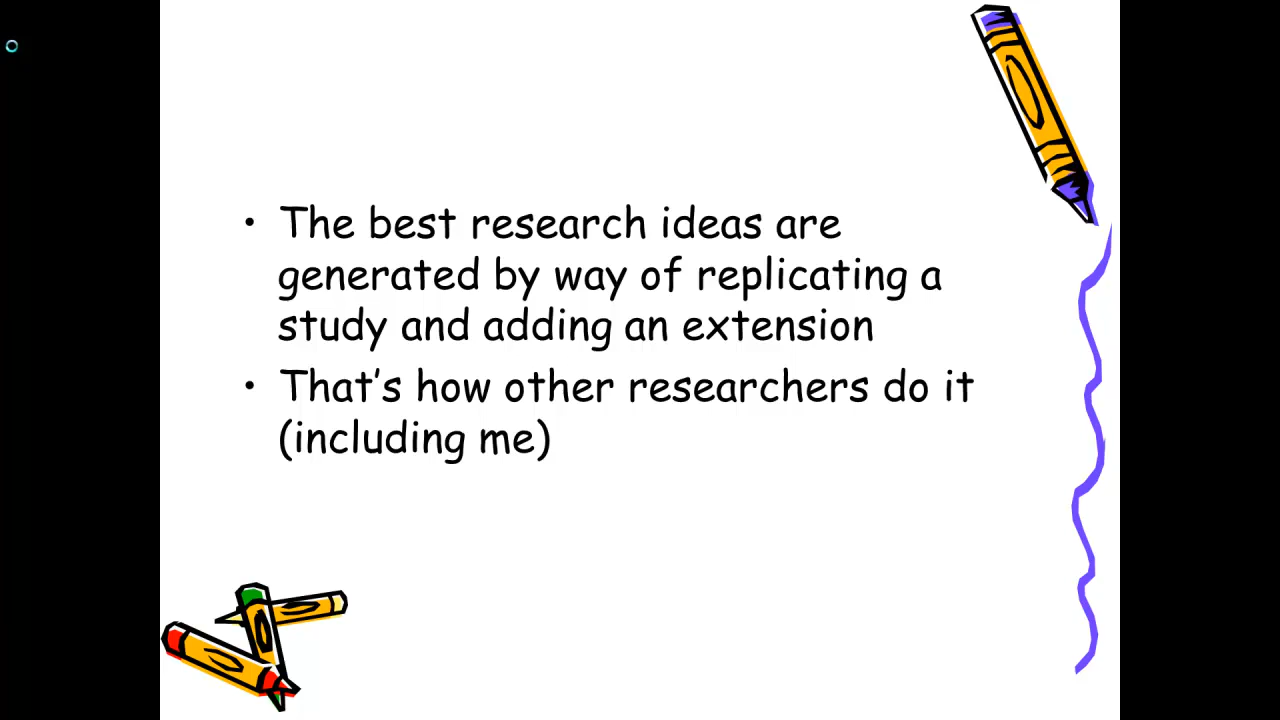 • The best research ideas are
generated by way of replicating a
study and adding an extension
• That's how other researchers do it
(including me)